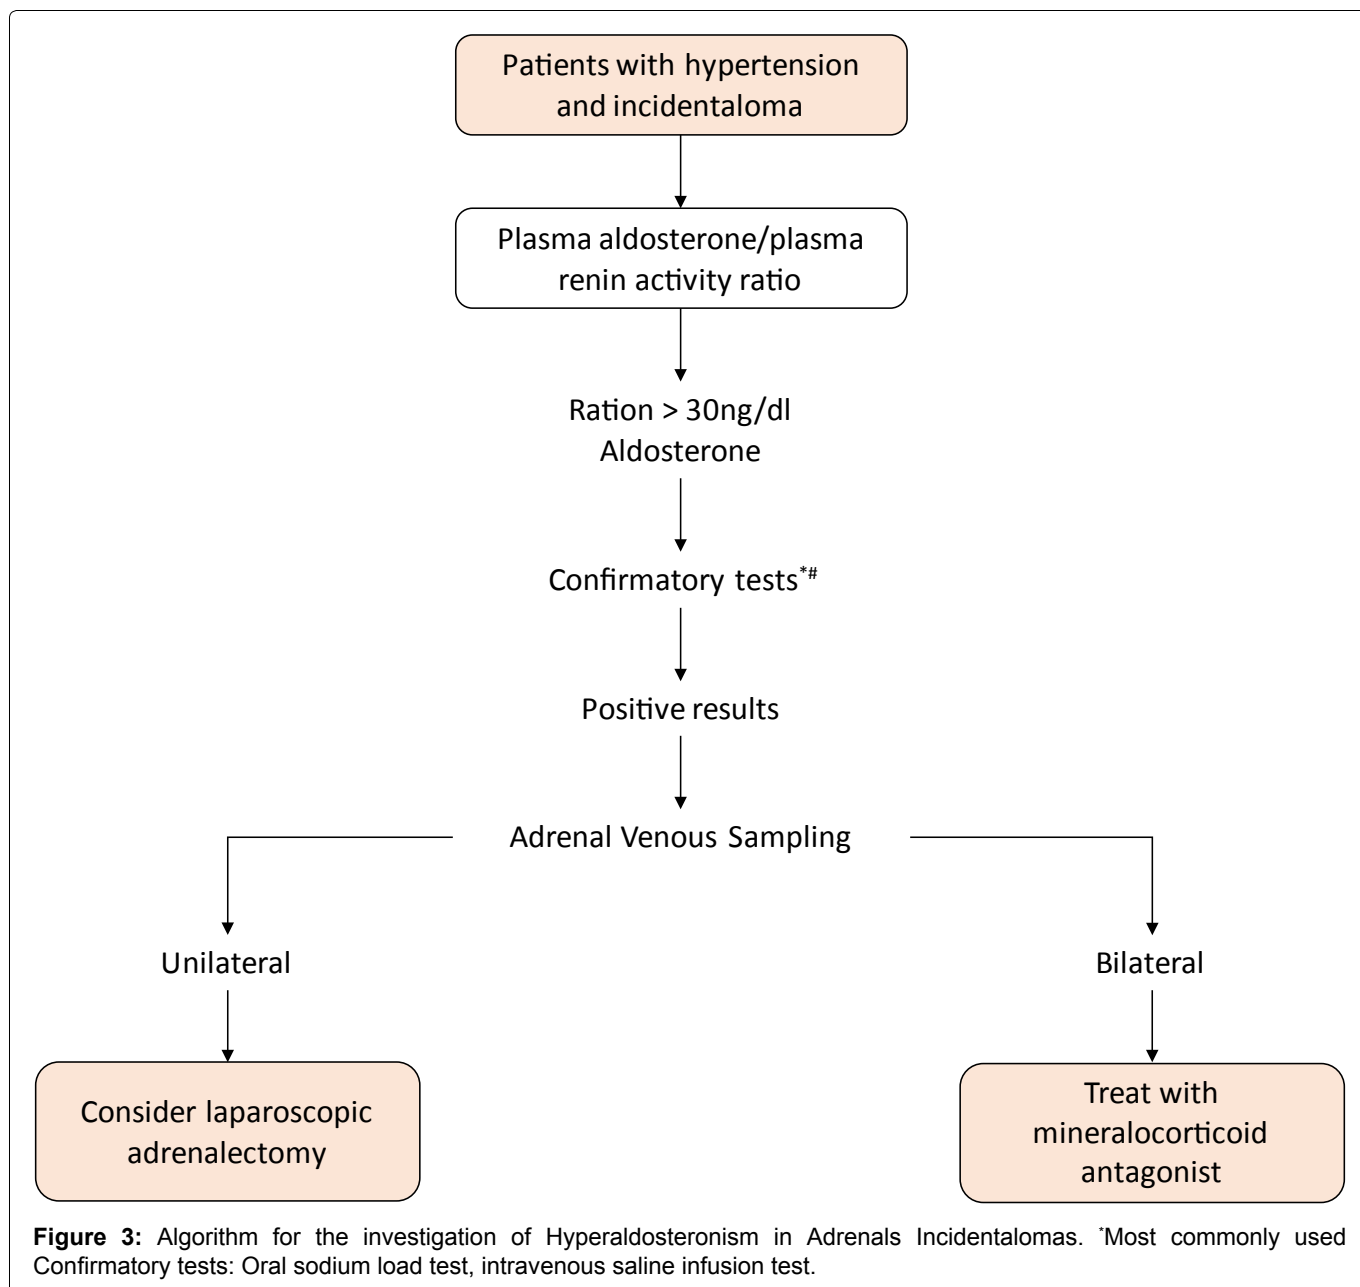 Patients with hypertension
and incidentaloma
Plasma aldosterone/plasma
renin activity ratio
Ration > 30ng/dl
Aldosterone
Confirmatory tests*#
Positive results
Adrenal Venous Sampling
Unilateral
Bilateral
Consider laparoscopic
adrenalectomy
Treat with
mineralocorticoid
antagonist
Figure 3: Algorithm for the investigation of Hyperaldosteronism in Adrenals Incidentalomas. *Most commonly used
Confirmatory tests: Oral sodium load test, intravenous saline infusion test.